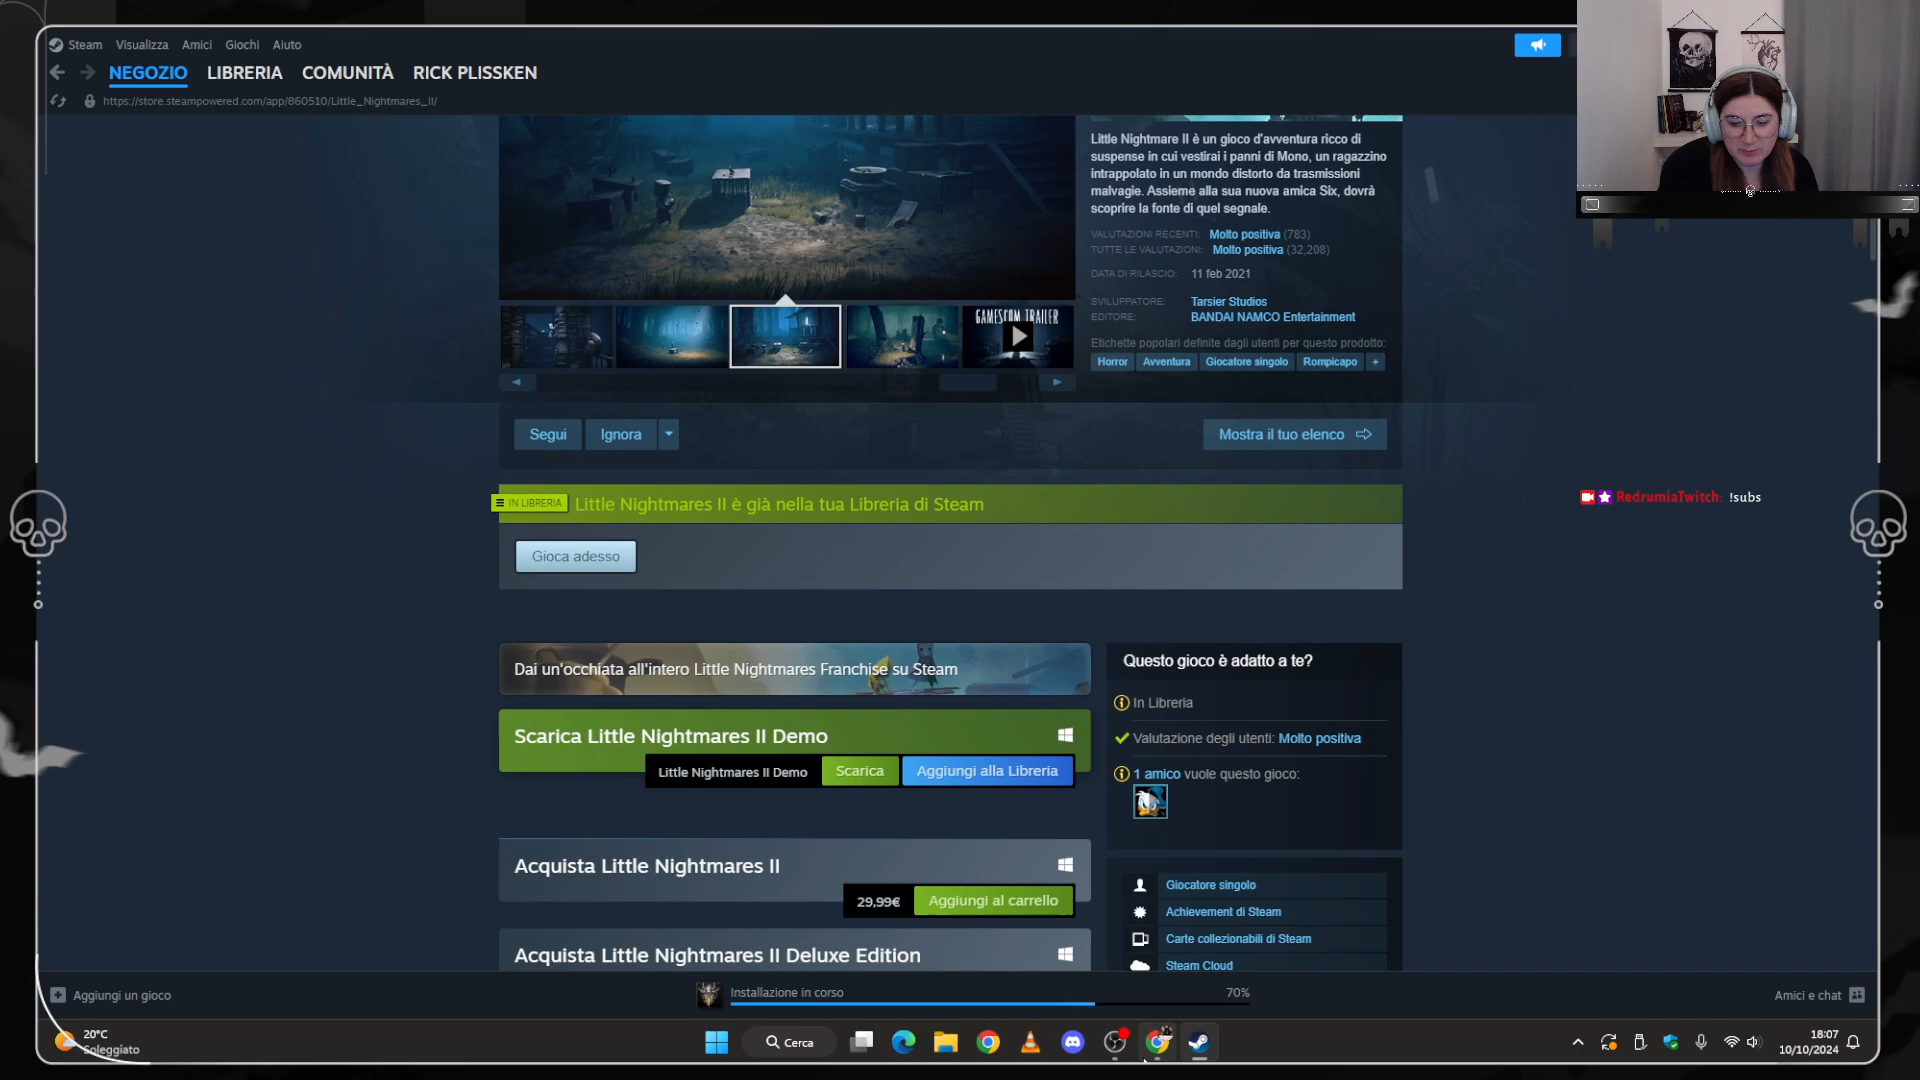 Steam Visualizza Amici Giochi Aiuto
NEGOZIO LIBRERIA COMUNITÀ RICK PLISSKEN
https://store.steampowered.com/app/860510/Little_Nightmares_II/
Little Nightmare II è un gioco d'avventura ricco di
suspense in cui vestirai i panni di Mono, un ragazzino
intrappolato in un mondo distorto da trasmissioni
malvagie. Assieme alla sua nuova amica Six, dovrà
scoprire la fonte di quel segnale.
VALUTAZIONI RECENTI: Molto positiva (783)
TUTTE LE VALUTAZIONI: Molto positiva (32,208)
DATA DI RILASCIO: 11 feb 2021
SVILUPPATORE: Tarsier Studios
EDITORE: BANDAI NAMCO Entertainment
Etichette popolari definite dagli utenti per questo prodotto:
Horror Avventura Giocatore singolo Rompicapo +
GAMESCOM TRAILER
Segui Ignora Mostra il tuo elenco
IN LIBRERIA Little Nightmares II è già nella tua Libreria di Steam
Gioca adesso
RedrumiaTwitch: !subs
Dai un'occhiata all'intero Little Nightmares Franchise su Steam
Scarica Little Nightmares II Demo
Little Nightmares II Demo Scarica Aggiungi alla Libreria
Acquista Little Nightmares II
29,99€ Aggiungi al carrello
Acquista Little Nightmares II Deluxe Edition
Questo gioco è adatto a te?
In Libreria
Valutazione degli utenti: Molto positiva
1 amico vuole questo gioco:
Giocatore singolo
Achievement di Steam
Carte collezionabili di Steam
Steam Cloud
Aggiungi un gioco
Installazione in corso 70%
Amici e chat
20°C
Soleggiato
Cerca
18:07
10/10/2024